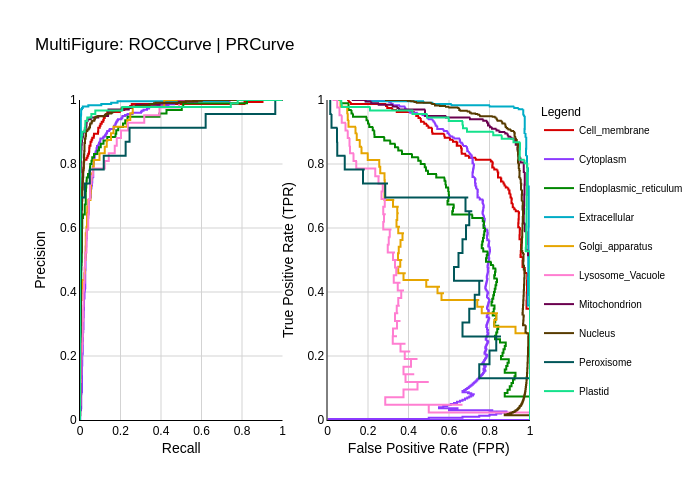 MultiFigure: ROCCurve | PRCurve
Precision
1
0.8
0.6
0.4
0.2
0
0 0.2 0.4 0.6 0.8 1
Recall
True Positive Rate (TPR)
1
0.8
0.6
0.4
0.2
0
0 0.2 0.4 0.6 0.8 1
False Positive Rate (FPR)
Legend
Cell_membrane
Cytoplasm
Endoplasmic_reticulum
Extracellular
Golgi_apparatus
Lysosome_Vacuole
Mitochondrion
Nucleus
Peroxisome
Plastid